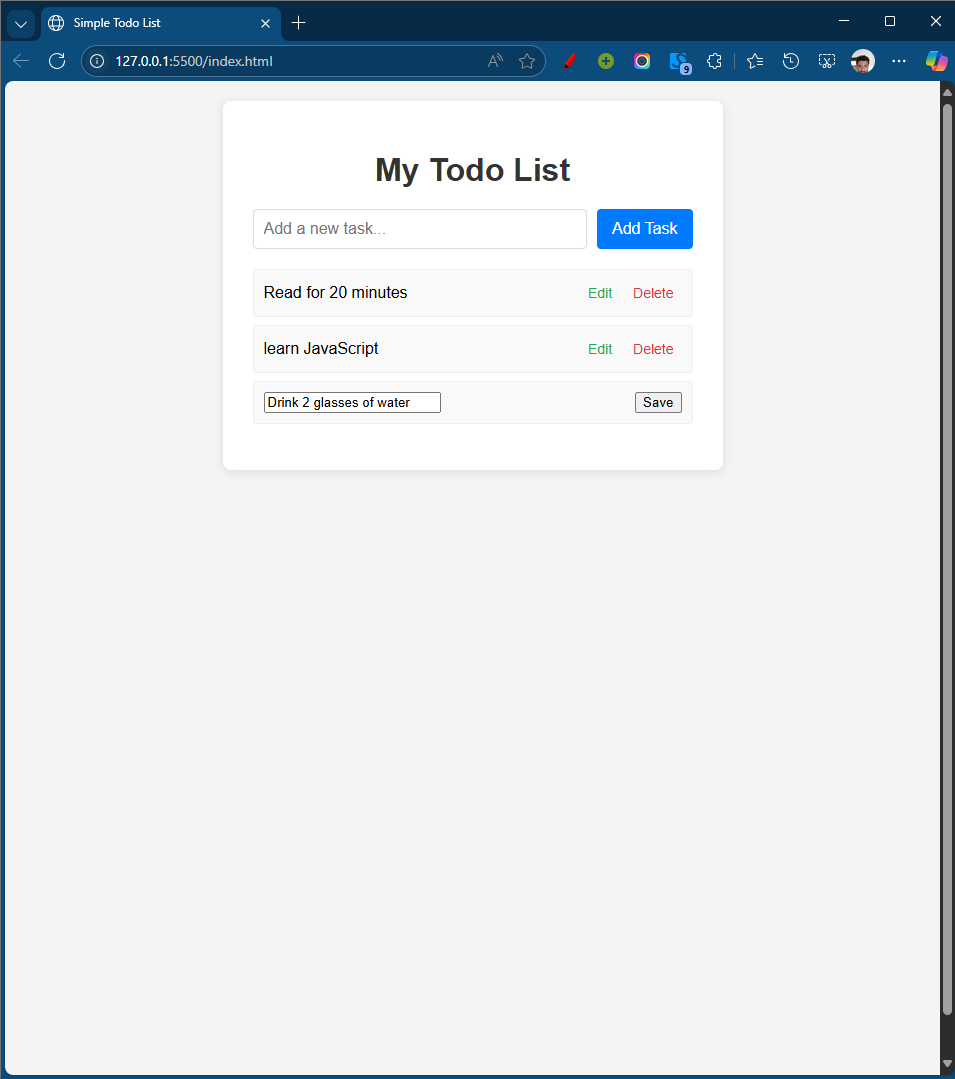 Simple Todo List
127.0.0.1:5500/index.html
9
My Todo List
Add a new task...
Add Task
Read for 20 minutes
Edit
Delete
learn JavaScript
Edit
Delete
Drink 2 glasses of water
Save